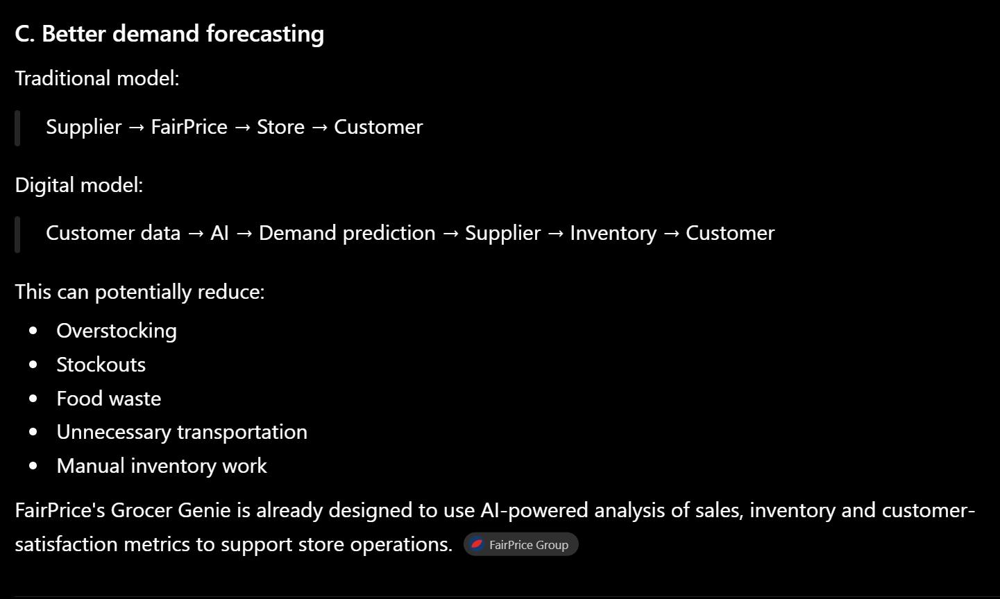 C. Better demand forecasting
Traditional model:
Supplier → FairPrice → Store → Customer
Digital model:
Customer data → AI → Demand prediction → Supplier → Inventory → Customer
This can potentially reduce:
• Overstocking
• Stockouts
• Food waste
• Unnecessary transportation
• Manual inventory work
FairPrice's Grocer Genie is already designed to use AI-powered analysis of sales, inventory and customer-
satisfaction metrics to support store operations. FairPrice Group